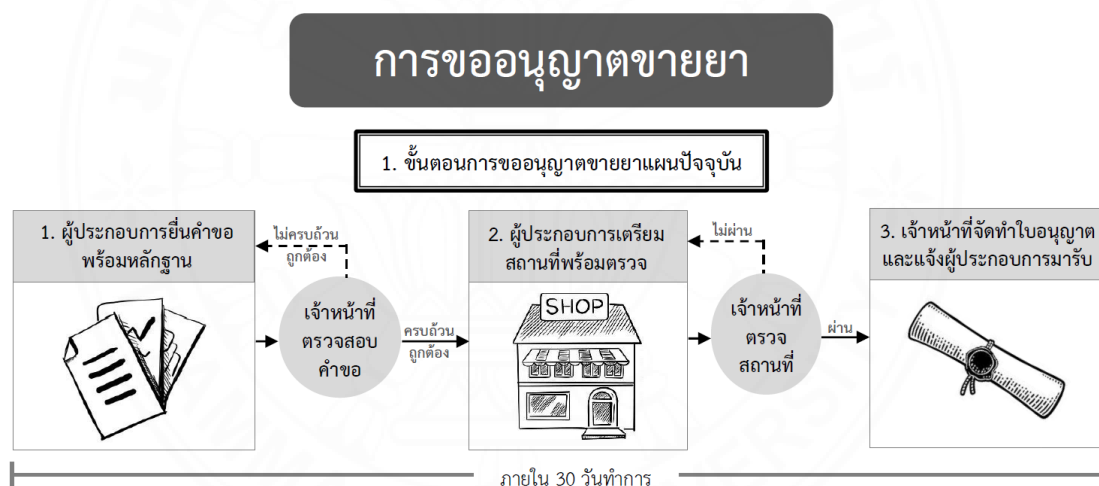 การขออนุญาตขายยา
1. ขั้นตอนการขออนุญาตขายยาแผนปัจจุบัน
1. ผู้ประกอบการยื่นคำขอ
พร้อมหลักฐาน
ไม่ครบถ้วน
ถูกต้อง
เจ้าหน้าที่
ตรวจสอบ
คำขอ
ครบถ้วน
ถูกต้อง
2. ผู้ประกอบการเตรียม
สถานที่พร้อมตรวจ
SHOP
ไม่ผ่าน
เจ้าหน้าที่
ตรวจ
สถานที่
ผ่าน
3. เจ้าหน้าที่จัดทำใบอนุญาต
และแจ้งผู้ประกอบการมารับ
ภายใน 30 วันทำการ